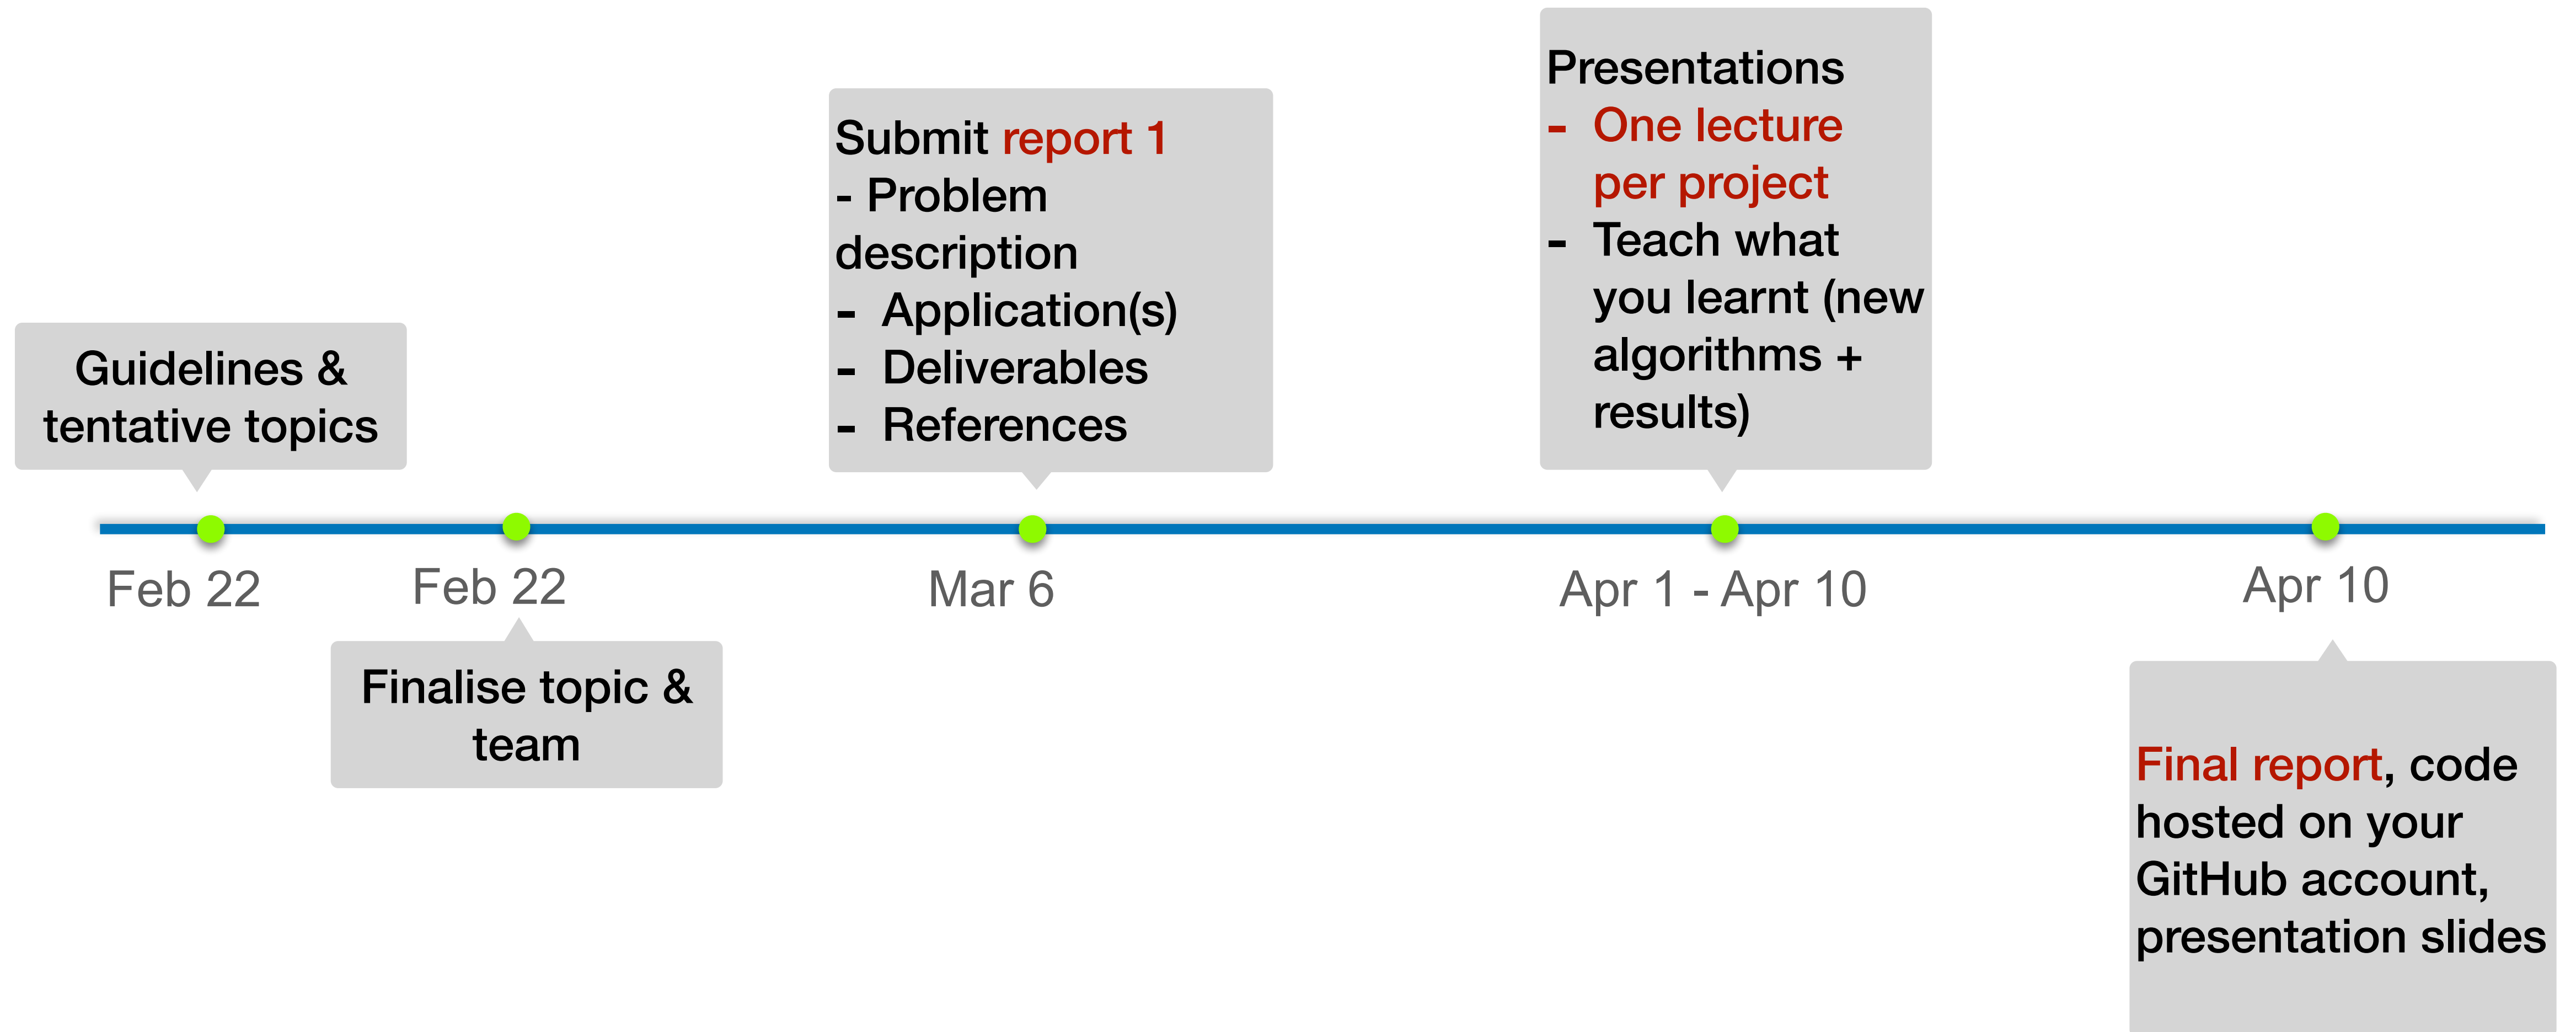 Guidelines &
tentative topics
Feb 22
Feb 22
Finalise topic &
team
Submit report 1
- Problem
description
- Application(s)
- Deliverables
- References
Mar 6
Presentations
- One lecture
per project
- Teach what
you learnt (new
algorithms +
results)
Apr 1 - Apr 10
Apr 10
Final report, code
hosted on your
GitHub account,
presentation slides